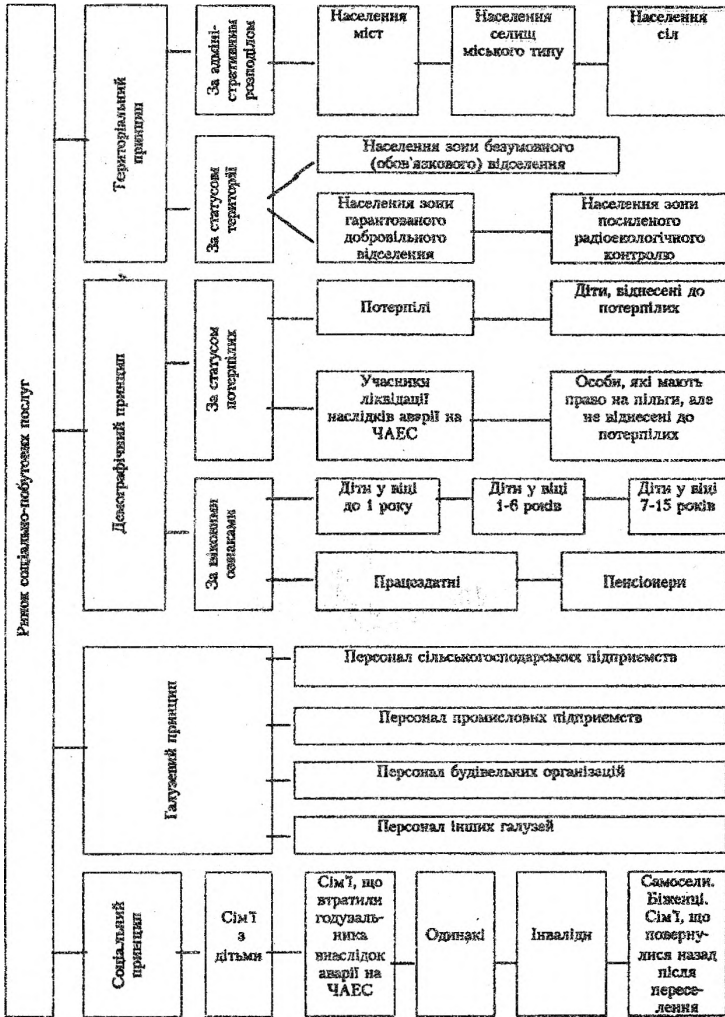 Ринок соціально-побутових послуг
Територіальний
принцип
За адміні-
стративним
розподілом
Населення
міст
Населення
селищ
міського типу
Населення
сіл
За статусом
території
Населення зони безумовного
(обов'язкового) відселення
Населення зони
гарантованого
добровільного
відселення
Населення зони
посиленого
радіоекологічного
контролю
Демографічний принцип
За статусом
потерпілих
Потерпілі
Діти, віднесені до
потерпілих
Учасники
ліквідації
наслідків аварії на
ЧАЕС
Особи, які мають
право на пільги, але
не віднесені до
потерпілих
За віковими
ознаками
Діти у віці
до 1 року
Діти у віці
1-6 років
Діти у віці
7-15 років
Працездатні
Пенсіонери
Галузевий принцип
Персонал сільськогосподарських підприємств
Персонал промислових підприємств
Персонал будівельних організацій
Персонал інших галузей
Соціальний
принцип
Сім'ї
з
дітьми
Сім'ї, що
втратили
годуваль-
ника
внаслідок
аварії на
ЧАЕС
Одинакі
Інваліди
Самосели.
Біженці.
Сім'ї, що
поверну-
лися назад
після
пересе-
лення